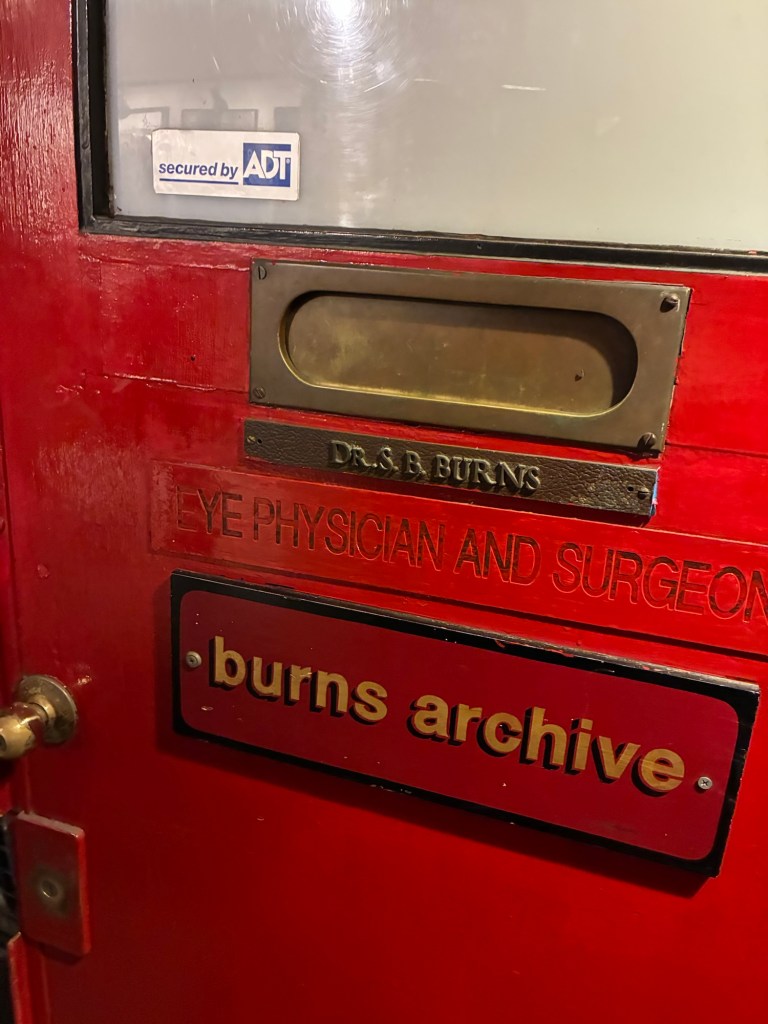 secured by ADT
DR. S. B. BURNS
EYE PHYSICIAN AND SURGEON
burns archive